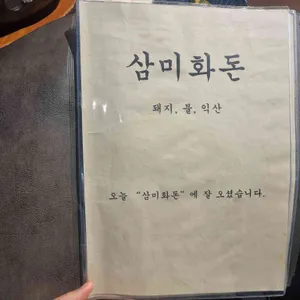 삼미화돈
돼지, 불, 익산
오늘 "삼미화돈" 에 잘 오셨습니다.